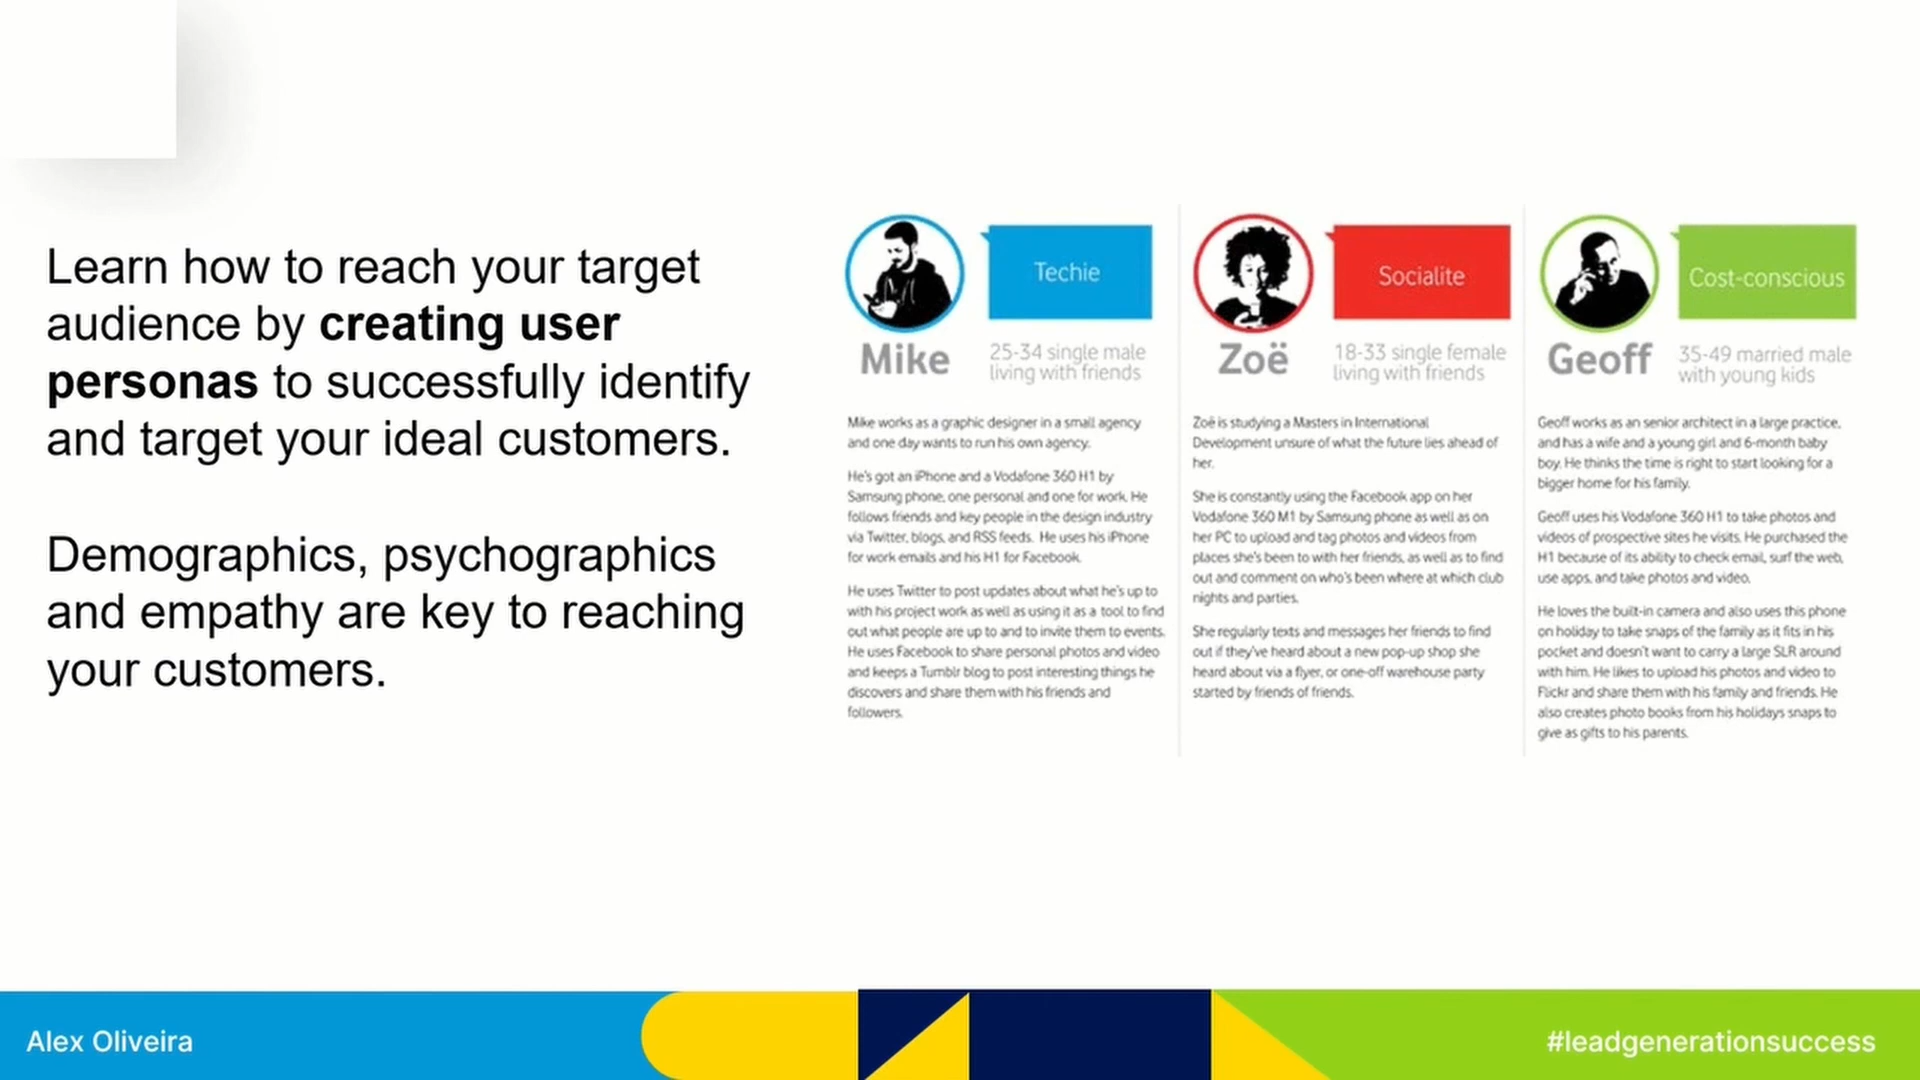 Learn how to reach your target
audience by creating user
personas to successfully identify
and target your ideal customers.
Demographics, psychographics
and empathy are key to reaching
your customers.
Techie
Mike
25-34 single male
living with friends
Mike works as a graphic designer in a small agency
and one day wants to run his own agency.
He's got an iPhone and a Vodafone 360 H1 by
Samsung phone, one personal and one for work. He
follows friends and key people in the design industry
via Twitter, blogs, and RSS feeds. He uses his iPhone
for work emails and his H1 for Facebook.
He uses Twitter to post updates about what he's up to
with his project work as well as using it as a tool to find
out what people are up to and to invite them to events.
He uses Facebook to share personal photos and video
and keeps a Tumblr blog to post interesting things he
discovers and share them with his friends and
followers.
Socialite
Zoë
18-33 single female
living with friends
Zoë is studying a Masters in International
Development unsure of what the future lies ahead of
her.
She is constantly using the Facebook app on her
Vodafone 360 M1 by Samsung phone as well as on
her PC to upload and tag photos and videos from
places she's been to with her friends, as well as to find
out and comment on who's been where at which club
nights and parties.
She regularly texts and messages her friends to find
out if they've heard about a new pop-up shop she
heard about via a flyer, or one-off warehouse party
started by friends of friends.
Cost-conscious
Geoff
35-49 married male
with young kids
Geoff works as an senior architect in a large practice,
and has a wife and a young girl and 6-month baby
boy. He thinks the time is right to start looking for a
bigger home for his family.
Geoff uses his Vodafone 360 H1 to take photos and
videos of prospective sites he visits. He purchased the
H1 because of its ability to check email, surf the web,
use apps, and take photos and video.
He loves the built-in camera and also uses this phone
on holiday to take snaps of the family as it fits in his
pocket and doesn't want to carry a large SLR around
with him. He likes to upload his photos and video to
Flickr and share them with his family and friends. He
also creates photo books from his holidays snaps to
give as gifts to his parents.
Alex Oliveira
#leadgenerationsuccess